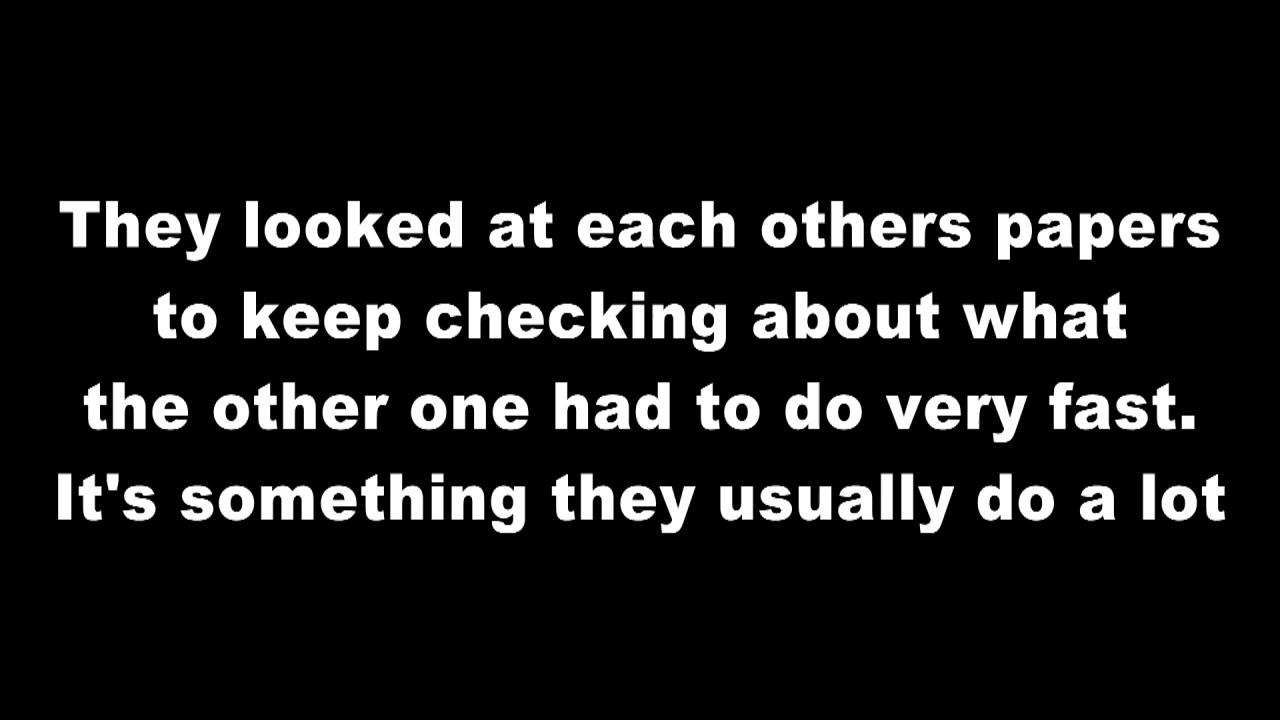 They looked at each others papers
to keep checking about what
the other one had to do very fast.
It's something they usually do a lot